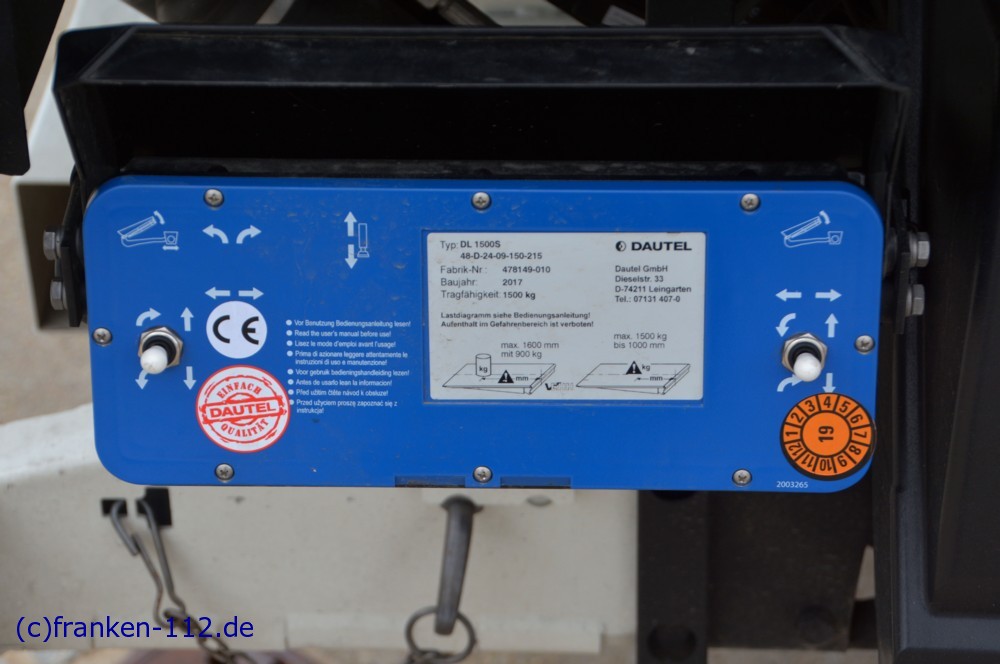 Typ: DL 1500S
48-D-24-09-150-215
Fabrik-Nr.: 478149-010
Baujahr: 2017
Tragfähigkeit: 1500 kg
DAUTEL
Dautel GmbH
Dieselstr. 33
D-74211 Leingarten
Tel.: 07131 407-0
Lastdiagramm siehe Bedienungsanleitung!
Aufenthalt im Gefahrenbereich ist verboten!
max. 1600 mm
mit 900 kg
kg
mm
max. 1500 kg
bis 1000 mm
kg
mm
CE
Vor Benutzung Bedienungsanleitung lesen!
Read the user's manual before use!
Lisez le mode d'emploi avant l'usage!
Prima di azionare leggere attentamente le
instruzioni di uso e manutenzione!
Voor gebruik bedieningshandleiding lezen!
Antes de usarlo lean la informacion!
Před užitím čtěte návod k obsluze!
Przed użyciem proszę zapoznać się z
instrukcja!
EINFACH
DAUTEL
QUALITÄT
1 2 3 4 5 6 7 8 9 10 11 12
19
2003265
(c)franken-112.de